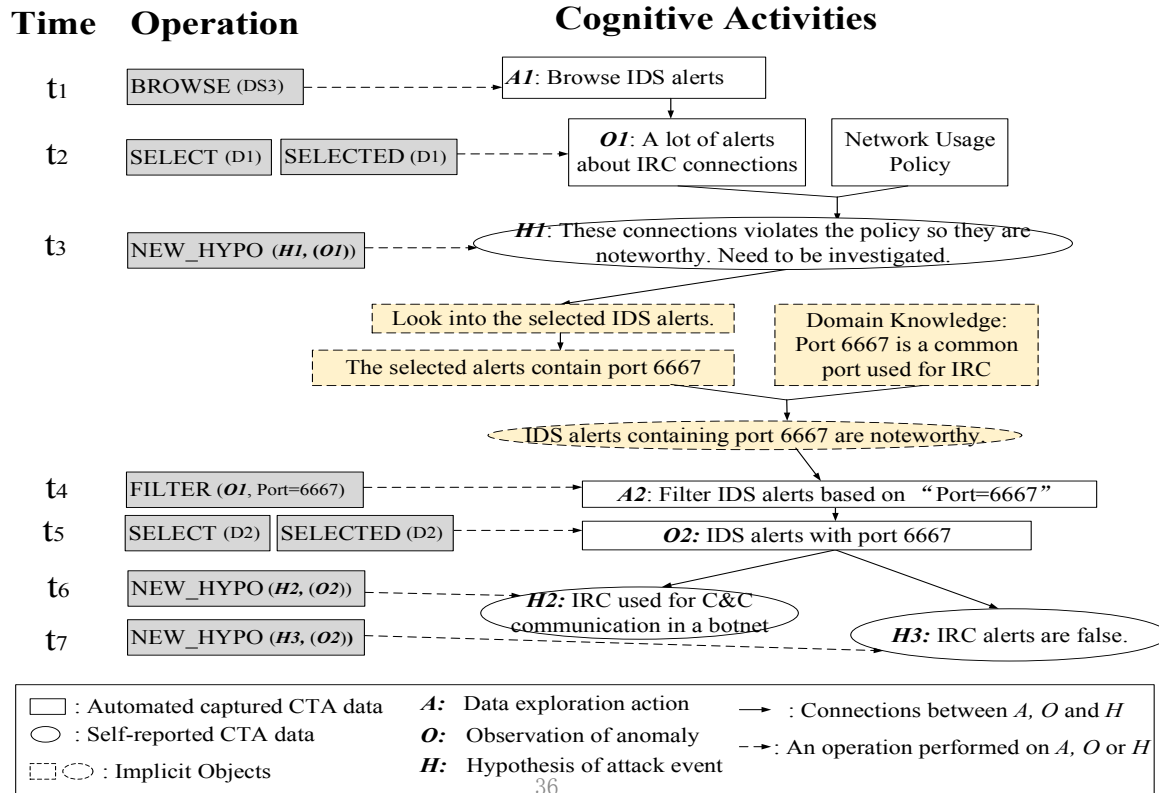 Time Operation Cognitive Activities
t1 BROWSE (DS3) A1: Browse IDS alerts
t2 SELECT (D1) SELECTED (D1)
O1: A lot of alerts
about IRC connections
Network Usage
Policy
t3 NEW_HYPO (H1, (O1))
H1: These connections violates the policy so they are
noteworthy. Need to be investigated.
Look into the selected IDS alerts.
The selected alerts contain port 6667
Domain Knowledge:
Port 6667 is a common
port used for IRC
IDS alerts containing port 6667 are noteworthy.
t4 FILTER (O1, Port=6667) A2: Filter IDS alerts based on “Port=6667”
t5 SELECT (D2) SELECTED (D2) O2: IDS alerts with port 6667
t6 NEW_HYPO (H2, (O2))
H2: IRC used for C&C
communication in a botnet
t7 NEW_HYPO (H3, (O2)) H3: IRC alerts are false.
: Automated captured CTA data
: Self-reported CTA data
: Implicit Objects
A: Data exploration action
O: Observation of anomaly
H: Hypothesis of attack event
: Connections between A, O and H
: An operation performed on A, O or H
36